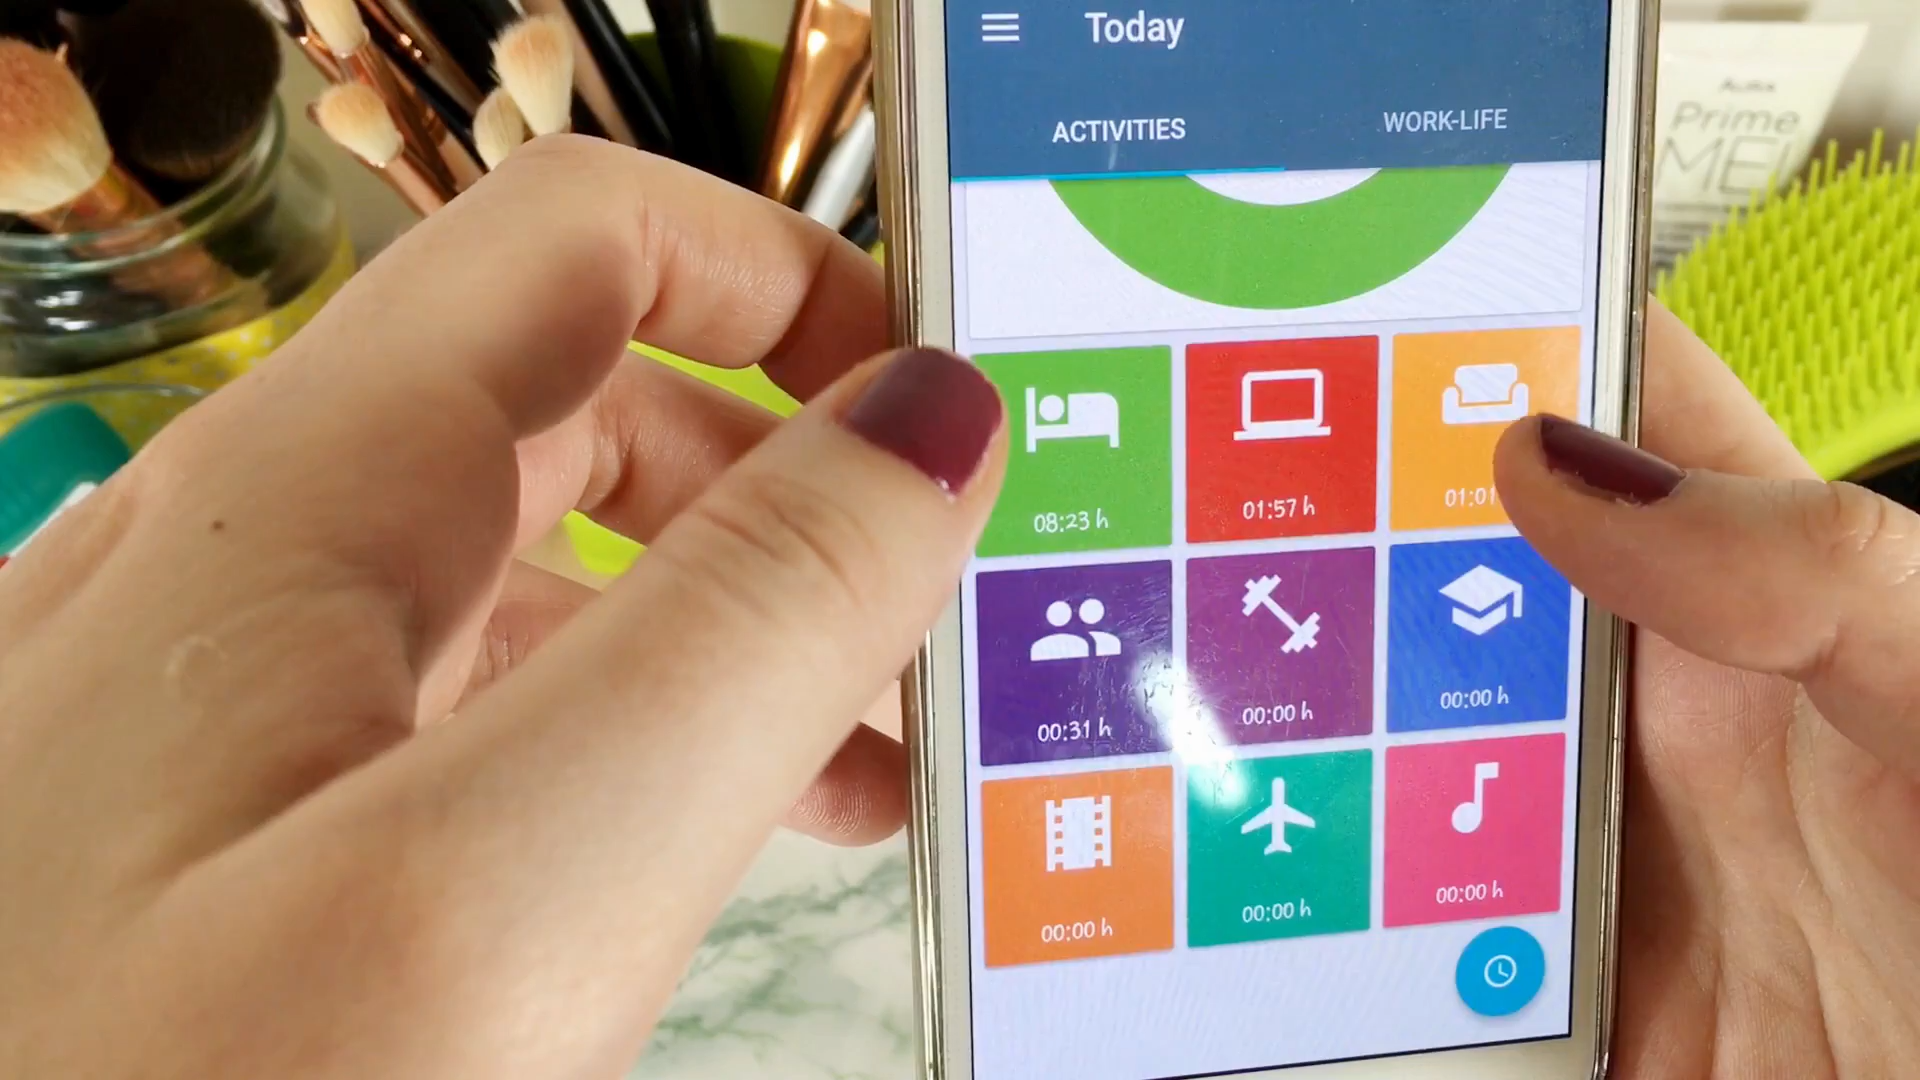 Today
ACTIVITIES
WORK-LIFE
08:23 h
01:57 h
01:01
00:31 h
00:00 h
00:00 h
00:00 h
00:00 h
00:00 h
Prime